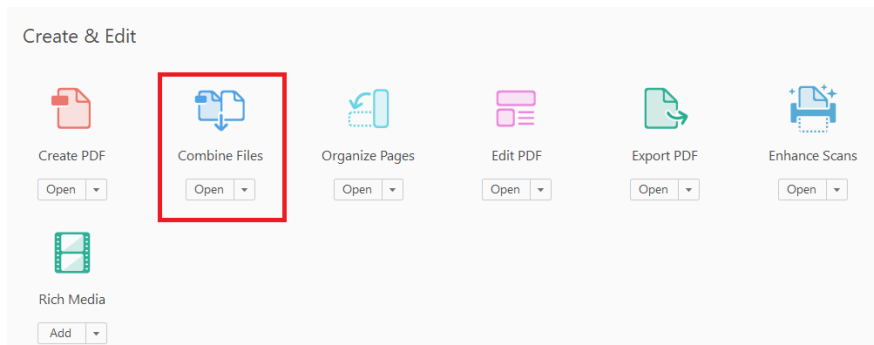 Create & Edit
Create PDF
Combine Files
Organize Pages
Edit PDF
Export PDF
Enhance Scans
Open
Open
Open
Open
Open
Open
Rich Media
Add